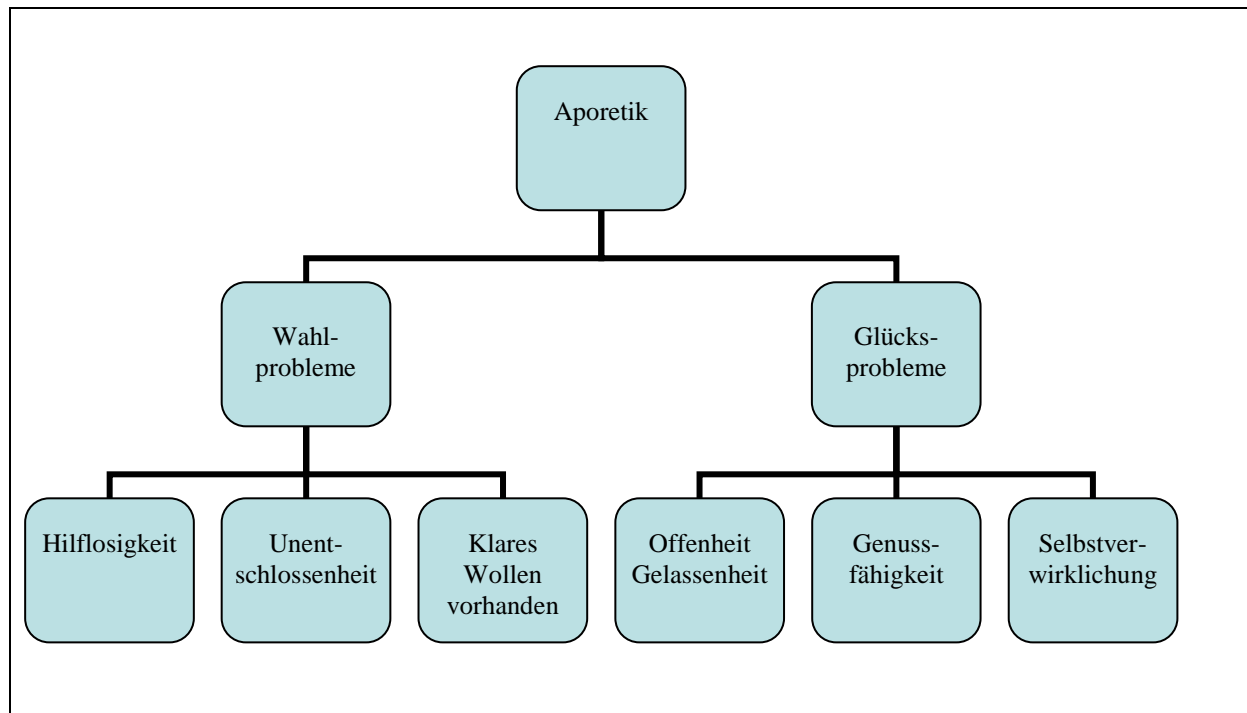 Aporetik
Wahl-
probleme
Glücks-
probleme
Hilflosigkeit
Unent-
schlossenheit
Klares
Wollen
vorhanden
Offenheit
Gelassenheit
Genuss-
fähigkeit
Selbstver-
wirklichung